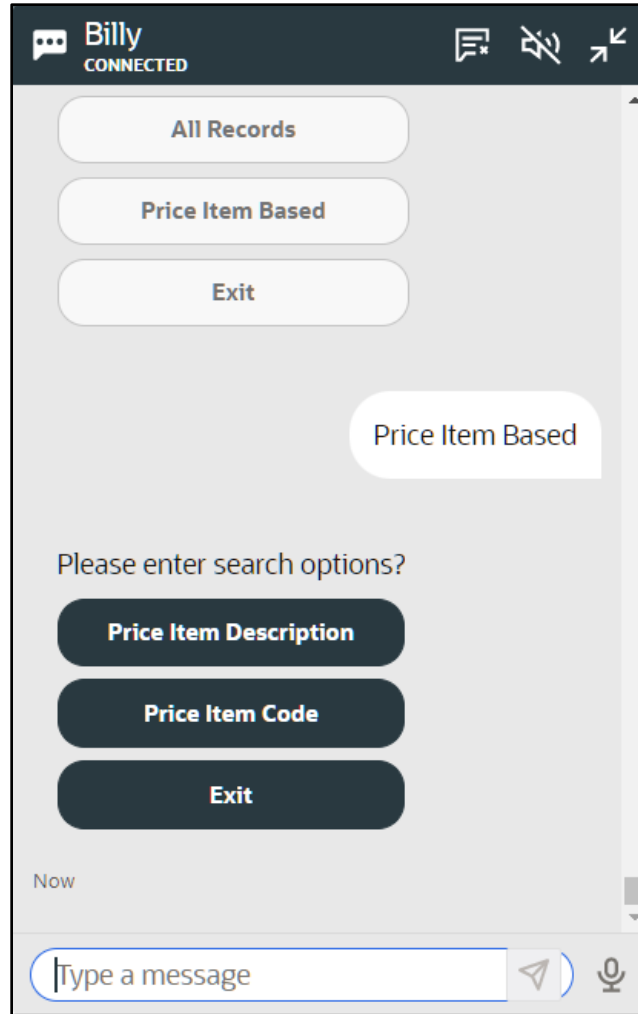 Billy
CONNECTED
All Records
Price Item Based
Exit
Price Item Based
Please enter search options?
Price Item Description
Price Item Code
Exit
Now
Type a message